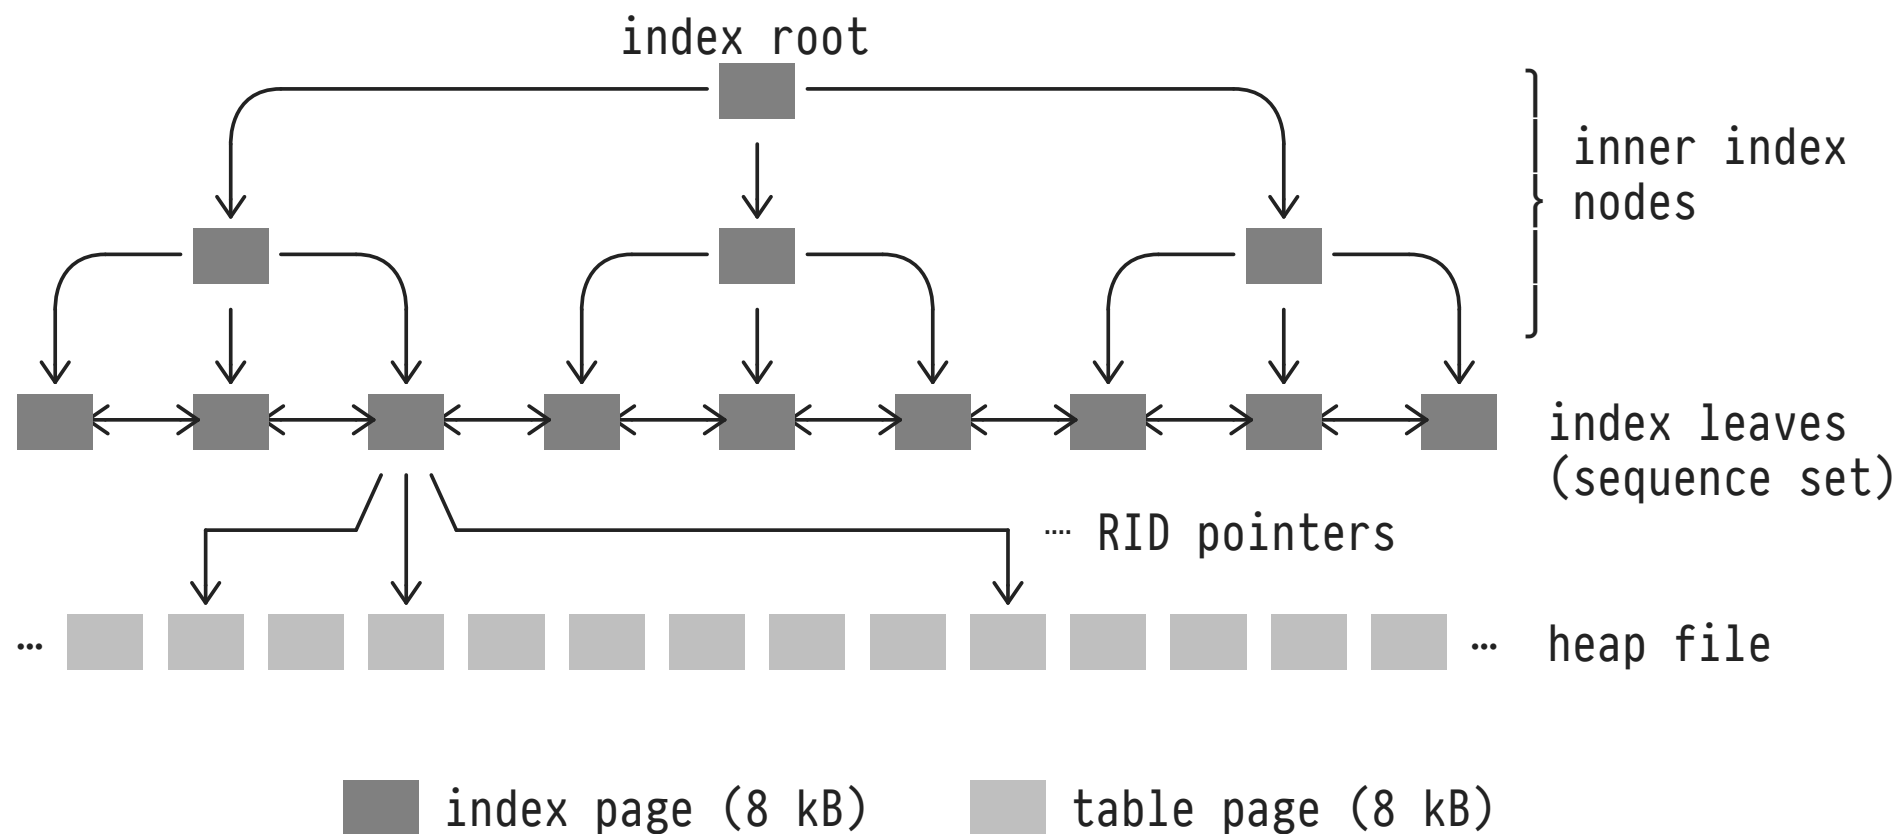 index root
inner index
nodes
index leaves
(sequence set)
···· RID pointers
··· ··· heap file
index page (8 kB) table page (8 kB)